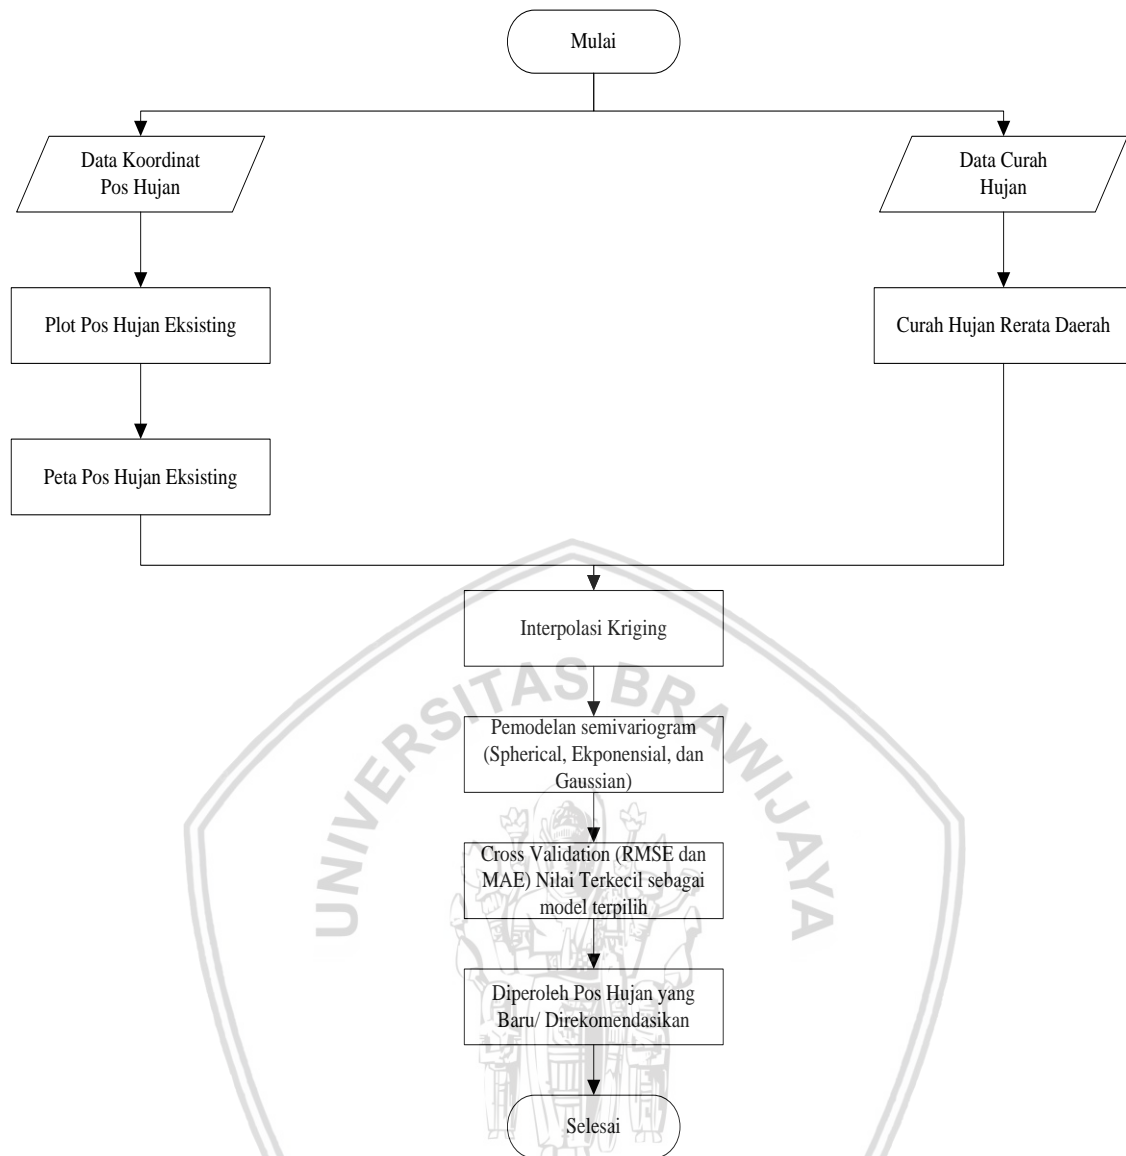 Mulai
Data Koordinat
Pos Hujan
Data Curah
Hujan
Plot Pos Hujan Eksisting
Curah Hujan Rerata Daerah
Peta Pos Hujan Eksisting
Interpolasi Kriging
UNIVERSITAS BRAWIJAYA
Pemodelan semivariogram
(Spherical, Ekponensial, dan
Gaussian)
Cross Validation (RMSE dan
MAE) Nilai Terkecil sebagai
model terpilih
Diperoleh Pos Hujan yang
Baru/ Direkomendasikan
Selesai